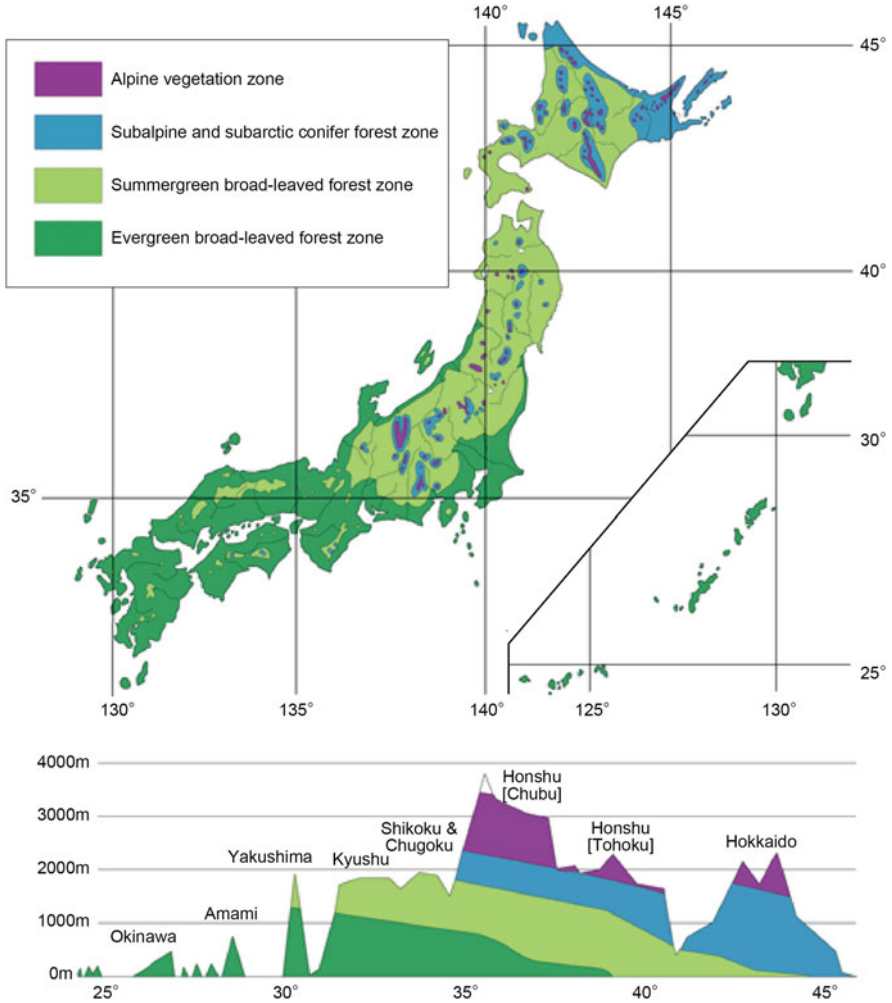 140° 145°
45°
Alpine vegetation zone
Subalpine and subarctic conifer forest zone
Summergreen broad-leaved forest zone
Evergreen broad-leaved forest zone
40°
30°
35°
25°
130° 135° 140° 125° 130°
4000m
3000m
2000m
1000m
0m
Honshu
[Chubu]
Shikoku &
Chugoku
Honshu
[Tohoku]
Hokkaido
Yakushima
Kyushu
Amami
Okinawa
25° 30° 35° 40° 45°